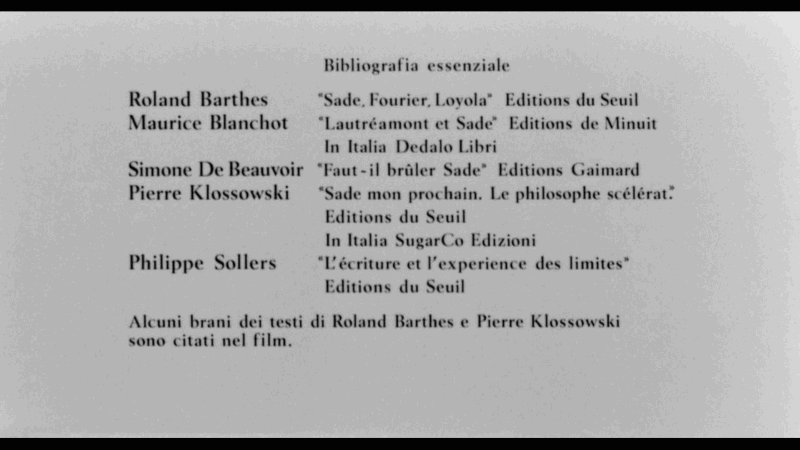 Bibliografia essenziale
Roland Barthes "Sade, Fourier, Loyola" Editions du Seuil
Maurice Blanchot "Lautréamont et Sade" Editions de Minuit
In Italia Dedalo Libri
Simone De Beauvoir "Faut-il brûler Sade" Editions Gaimard
Pierre Klossowski "Sade mon prochain. Le philosophe scélérat."
Editions du Seuil
In Italia SugarCo Edizioni
Philippe Sollers "L'écriture et l'experience des limites"
Editions du Seuil
Alcuni brani dei testi di Roland Barthes e Pierre Klossowski
sono citati nel film.